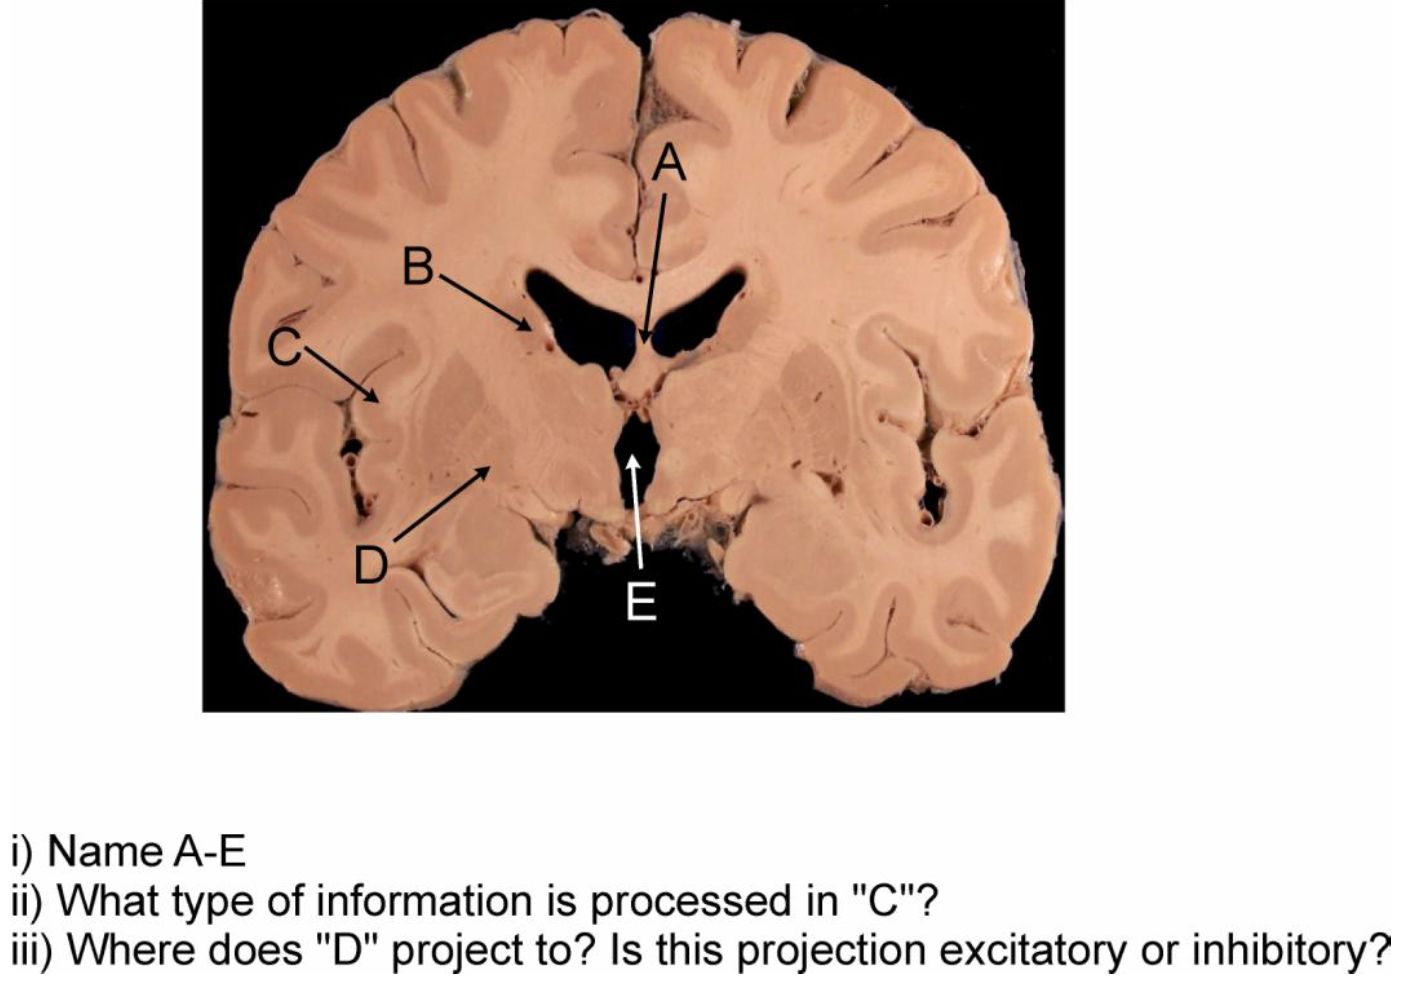 A
B
C
D
E
i) Name A-E
ii) What type of information is processed in "C"?
iii) Where does "D" project to? Is this projection excitatory or inhibitory?